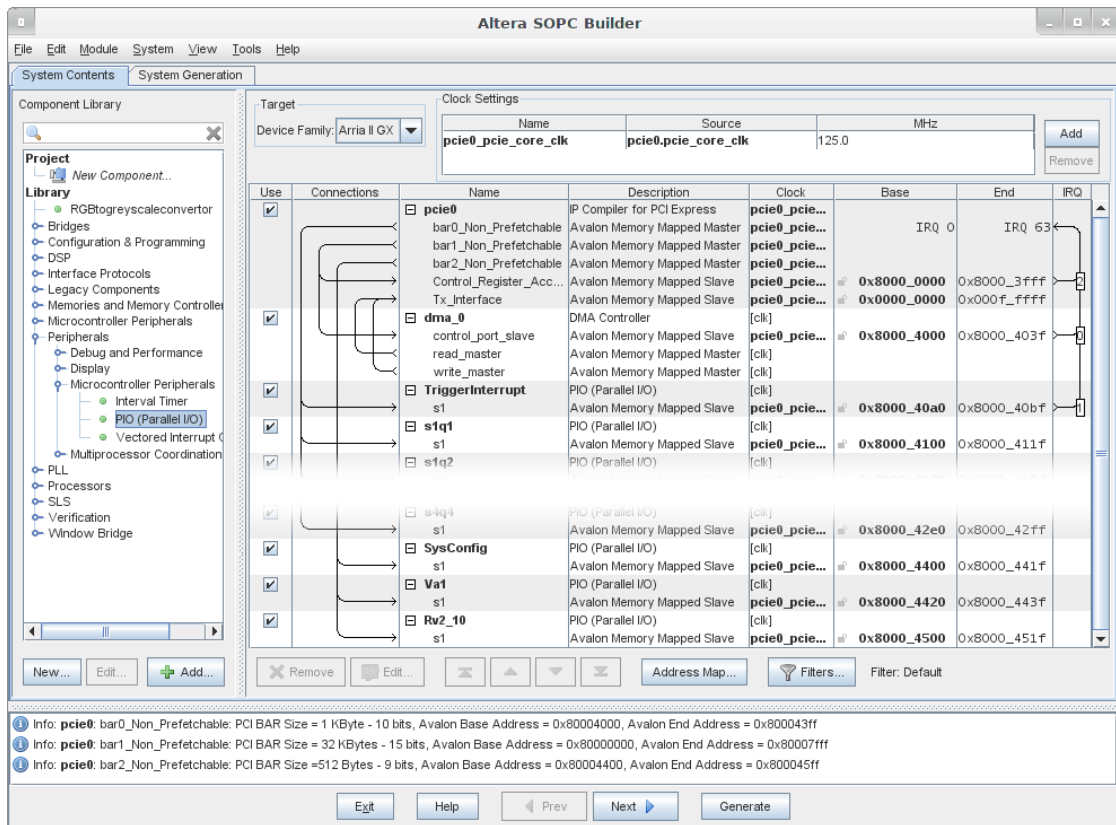 Altera SOPC Builder
File Edit Module System View Tools Help
System Contents System Generation
Component Library
Project
New Component...
Library
RGBtogreyscaleconvertor
Bridges
Configuration & Programming
DSP
Interface Protocols
Legacy Components
Memories and Memory Controller
Microcontroller Peripherals
Peripherals
Debug and Performance
Display
Microcontroller Peripherals
Interval Timer
PIO (Parallel I/O)
Vectored Interrupt C
Multiprocessor Coordination
PLL
Processors
SLS
Verification
Window Bridge
New... Edit... Add...
Target
Device Family: Arria II GX
Clock Settings
Name Source MHz
pcie0_pcie_core_clk pcie0.pcie_core_clk 125.0
Add
Remove
Use Connections Name Description Clock Base End IRQ
pcie0 IP Compiler for PCI Express pcie0_pcie...
bar0_Non_Prefetchable Avalon Memory Mapped Master pcie0_pcie... IRQ 0 IRQ 63
bar1_Non_Prefetchable Avalon Memory Mapped Master pcie0_pcie...
bar2_Non_Prefetchable Avalon Memory Mapped Master pcie0_pcie...
Control_Register_Acc... Avalon Memory Mapped Slave pcie0_pcie... 0x8000_0000 0x8000_3fff 2
Tx_Interface Avalon Memory Mapped Slave pcie0_pcie... 0x0000_0000 0x000f_ffff
dma_0 DMA Controller [clk]
control_port_slave Avalon Memory Mapped Slave pcie0_pcie... 0x8000_4000 0x8000_403f 0
read_master Avalon Memory Mapped Master [clk]
write_master Avalon Memory Mapped Master [clk]
TriggerInterrupt PIO (Parallel I/O) [clk]
s1 Avalon Memory Mapped Slave pcie0_pcie... 0x8000_40a0 0x8000_40bf 1
s1q1 PIO (Parallel I/O) [clk]
s1 Avalon Memory Mapped Slave pcie0_pcie... 0x8000_4100 0x8000_411f
s1q2 PIO (Parallel I/O) [clk]
s4q4 PIO (Parallel I/O) [clk]
s1 Avalon Memory Mapped Slave pcie0_pcie... 0x8000_42e0 0x8000_42ff
SysConfig PIO (Parallel I/O) [clk]
s1 Avalon Memory Mapped Slave pcie0_pcie... 0x8000_4400 0x8000_441f
Va1 PIO (Parallel I/O) [clk]
s1 Avalon Memory Mapped Slave pcie0_pcie... 0x8000_4420 0x8000_443f
Rv2_10 PIO (Parallel I/O) [clk]
s1 Avalon Memory Mapped Slave pcie0_pcie... 0x8000_4500 0x8000_451f
Remove Edit... Address Map... Filters... Filter: Default
Info: pcie0: bar0_Non_Prefetchable: PCI BAR Size = 1 KByte - 10 bits, Avalon Base Address = 0x80004000, Avalon End Address = 0x800043ff
Info: pcie0: bar1_Non_Prefetchable: PCI BAR Size = 32 KBytes - 15 bits, Avalon Base Address = 0x80000000, Avalon End Address = 0x80007fff
Info: pcie0: bar2_Non_Prefetchable: PCI BAR Size =512 Bytes - 9 bits, Avalon Base Address = 0x80004400, Avalon End Address = 0x800045ff
Exit Help Prev Next Generate